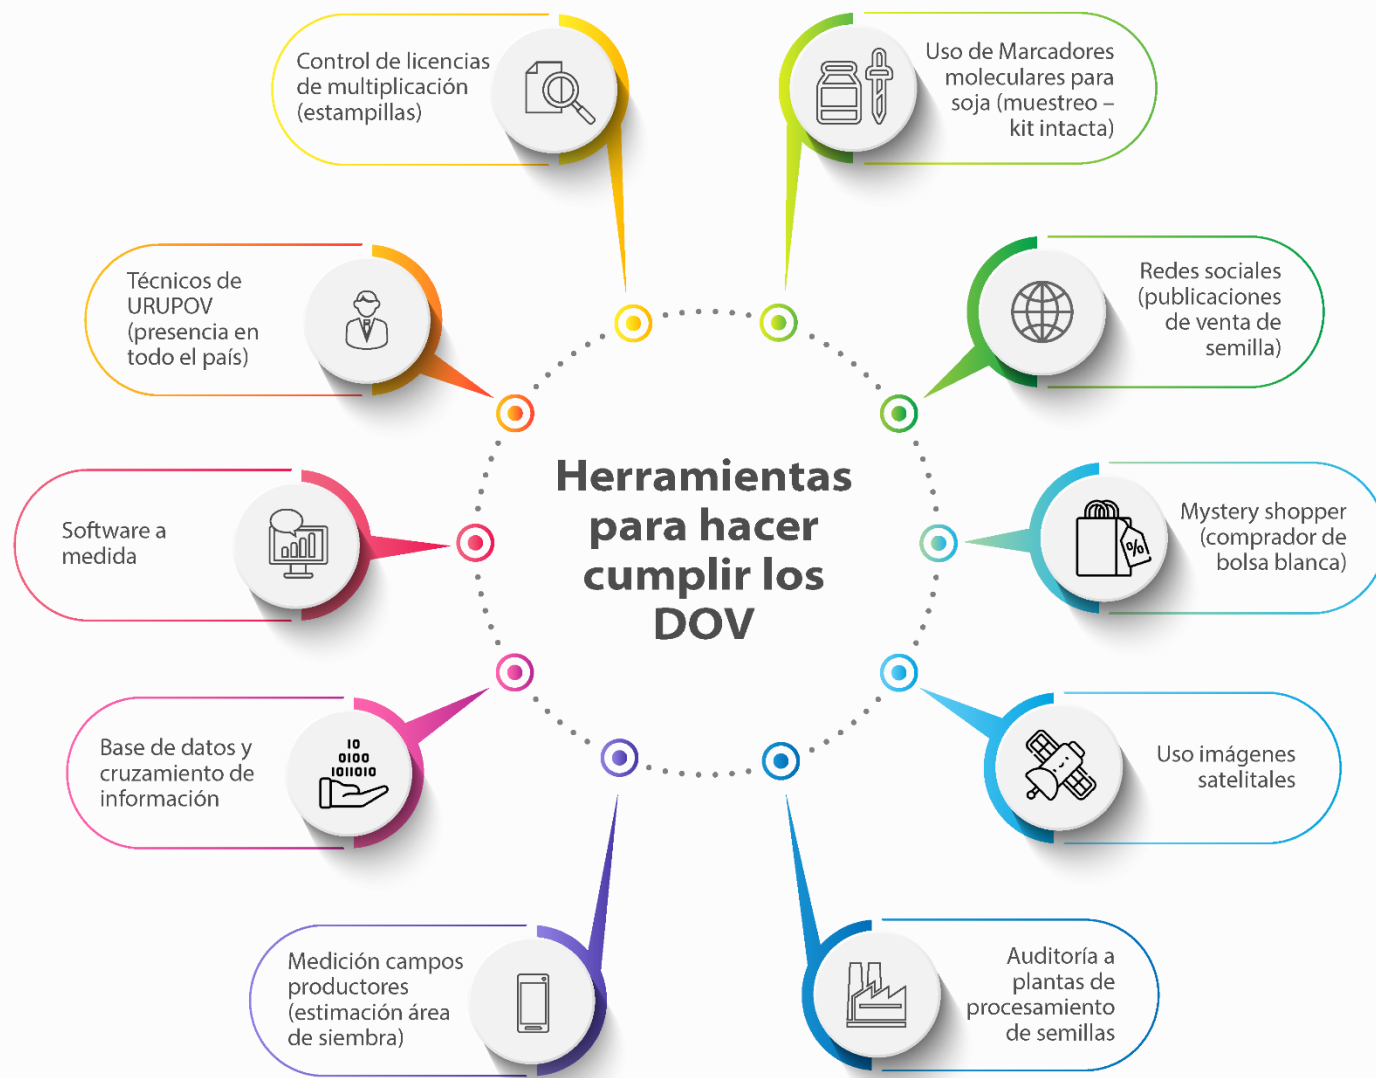 Control de licencias
de multiplicación
(estampillas)
Uso de Marcadores
moleculares para
soja (muestreo –
kit intacta)
Técnicos de
URUPOV
(presencia en
todo el país)
Redes sociales
(publicaciones
de venta de
semilla)
Herramientas
para hacer
cumplir los
DOV
Software a
medida
Mystery shopper
(comprador de
bolsa blanca)
%
Base de datos y
cruzamiento de
información
10
0100
1011010
Uso imágenes
satelitales
Medición campos
productores
(estimación área
de siembra)
Auditoría a
plantas de
procesamiento
de semillas